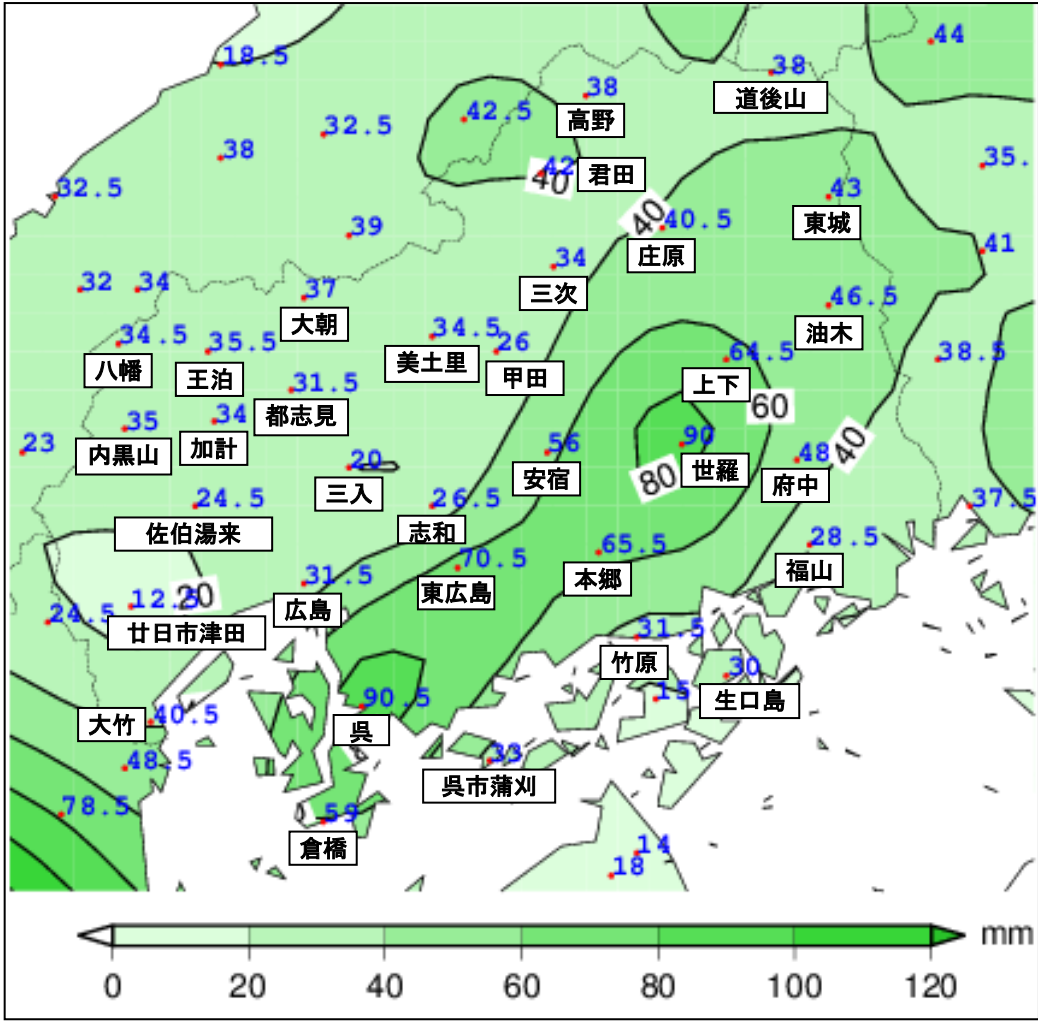 44
18.5
38
道後山
38
高野
42.5
32.5
38
35.
42
40
君田
32.5
43
東城
40
40.5
庄原
39
41
34
三次
32
34
37
大朝
46.5
油木
34.5
八幡
35.5
王泊
34.5
美土里
26
甲田
64.5
上下
38.5
31.5
都志見
60
35
内黒山
34
加計
23
56
安宿
90
世羅
80
48
府中
40
20
三入
24.5
佐伯湯来
26.5
志和
37.5
28.5
福山
65.5
本郷
70.5
東広島
31.5
広島
20
12.5
24.5
廿日市津田
31.5
竹原
30
生口島
15
90.5
呉
大竹
40.5
48.5
33
呉市蒲刈
78.5
59
倉橋
14
18
mm
0 20 40 60 80 100 120